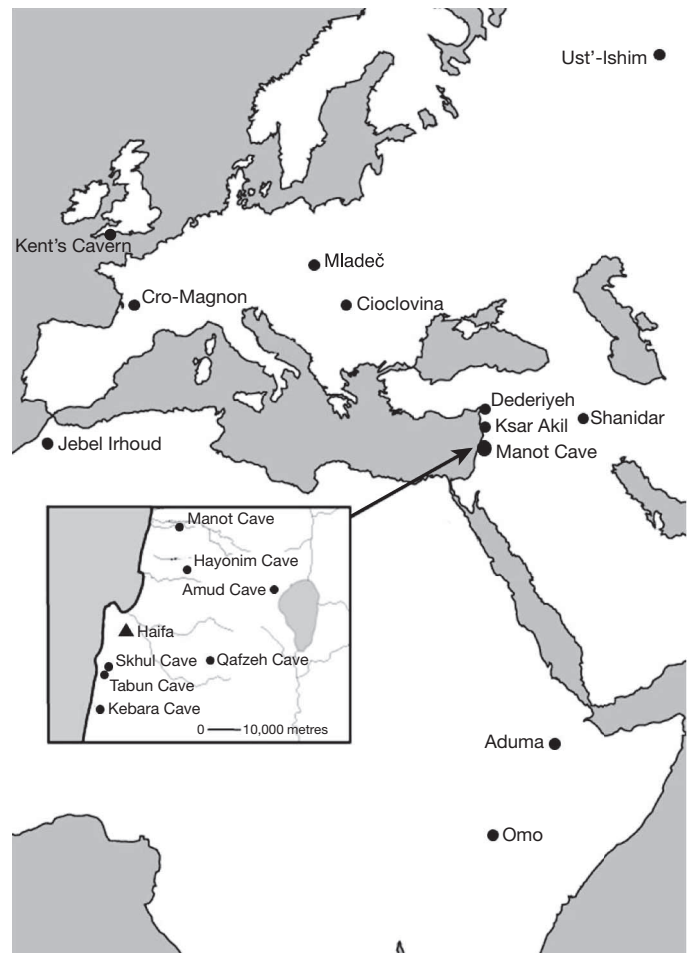 Ust'-Ishim
Kent's Cavern
Mladeč
Cro-Magnon
Cioclovina
Dederiyeh
Shanidar
Ksar Akil
Jebel Irhoud
Manot Cave
Manot Cave
Hayonim Cave
Amud Cave
Haifa
Skhul Cave
Qafzeh Cave
Tabun Cave
Kebara Cave
0 10,000 metres
Aduma
Omo